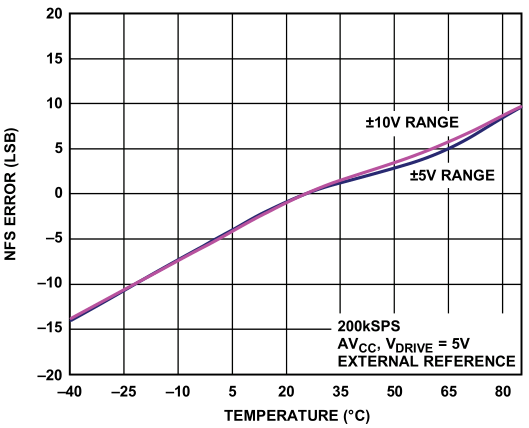 20
15
10
5
0
–5
–10
–15
–20
NFS ERROR (LSB)
±10V RANGE
±5V RANGE
200kSPS
AVCC, VDRIVE = 5V
EXTERNAL REFERENCE
–40 –25 –10 5 20 35 50 65 80
TEMPERATURE (°C)